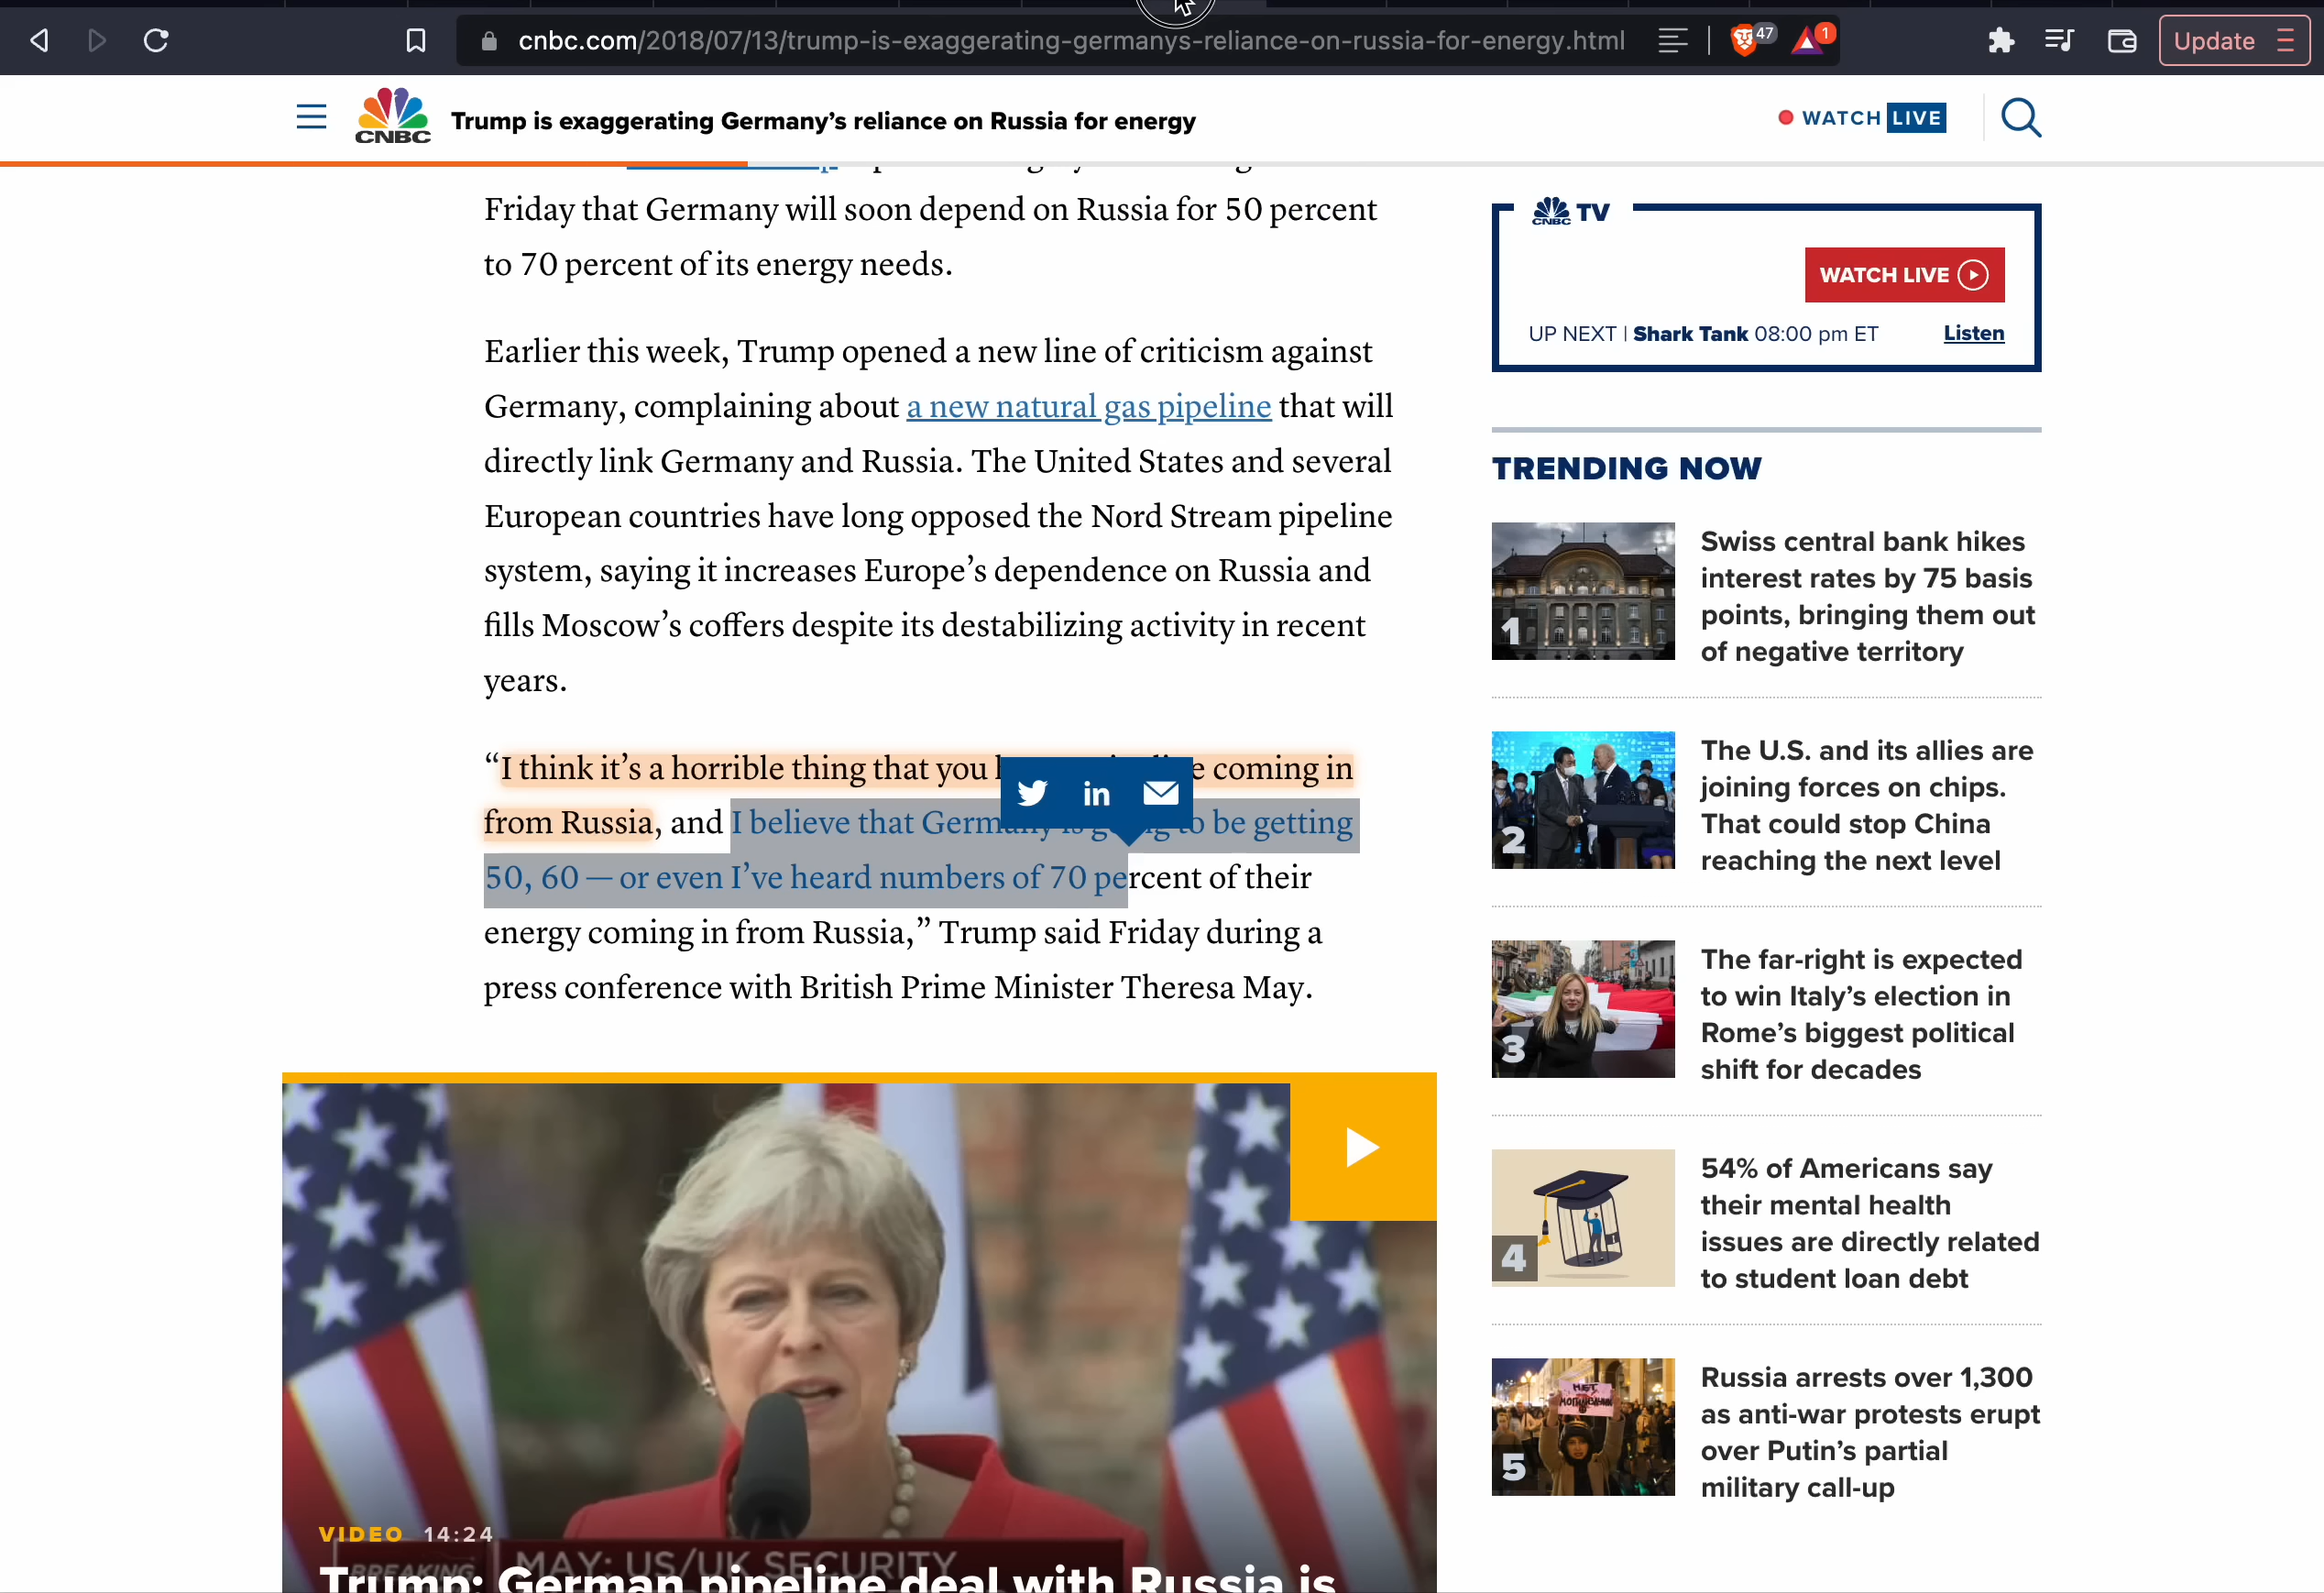 cnbc.com/2018/07/13/trump-is-exaggerating-germanys-reliance-on-russia-for-energy.html
47
1
Update
CNBC
Trump is exaggerating Germany’s reliance on Russia for energy
WATCH LIVE
Friday that Germany will soon depend on Russia for 50 percent
to 70 percent of its energy needs.
Earlier this week, Trump opened a new line of criticism against
Germany, complaining about a new natural gas pipeline that will
directly link Germany and Russia. The United States and several
European countries have long opposed the Nord Stream pipeline
system, saying it increases Europe’s dependence on Russia and
fills Moscow’s coffers despite its destabilizing activity in recent
years.
“I think it’s a horrible thing that you coming in
from Russia, and I believe that to be getting
50, 60 — or even I’ve heard numbers of 70 percent of their
energy coming in from Russia,” Trump said Friday during a
press conference with British Prime Minister Theresa May.
in
VIDEO 14:24
BREAKING
MAY: US/UK SECURITY
Trump: German pipeline deal with Russia is
CNBC TV
WATCH LIVE
UP NEXT | Shark Tank 08:00 pm ET
Listen
TRENDING NOW
1
Swiss central bank hikes
interest rates by 75 basis
points, bringing them out
of negative territory
2
The U.S. and its allies are
joining forces on chips.
That could stop China
reaching the next level
3
The far-right is expected
to win Italy’s election in
Rome’s biggest political
shift for decades
4
54% of Americans say
their mental health
issues are directly related
to student loan debt
5
Russia arrests over 1,300
as anti-war protests erupt
over Putin’s partial
military call-up